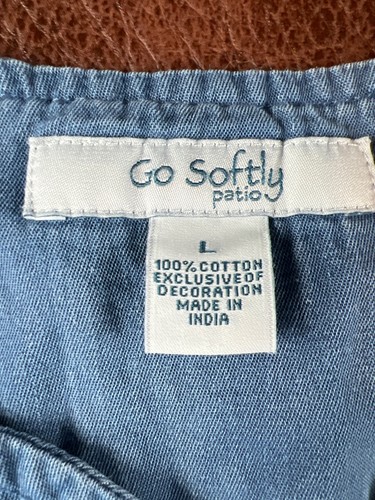 Go Softly
patio
L
100% COTTON
EXCLUSIVE OF
DECORATION
MADE IN
INDIA